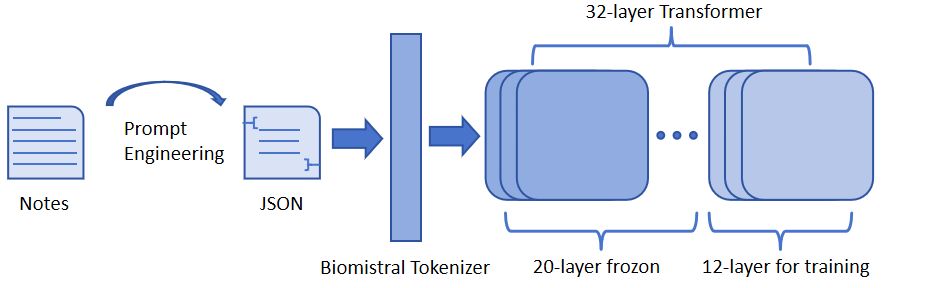 32-layer Transformer
Prompt
Engineering
Notes
JSON
Biomistral Tokenizer
20-layer frozon
12-layer for training